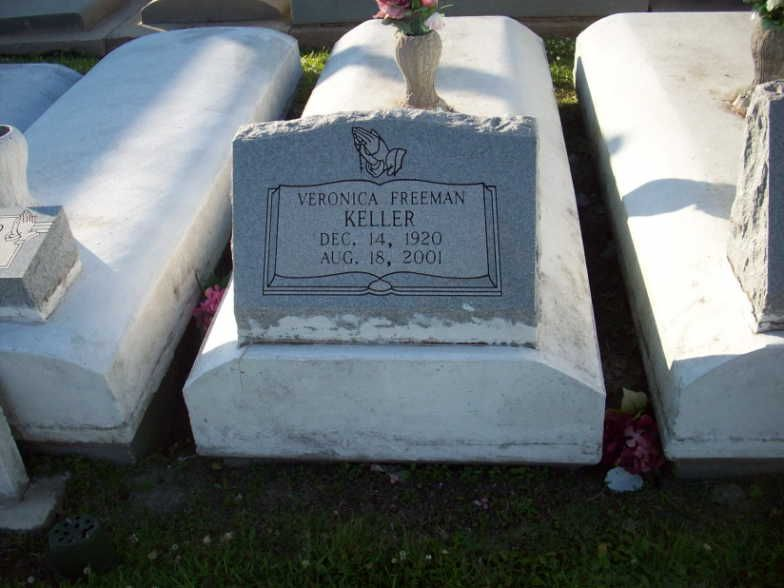 VERONICA FREEMAN
KELLER
DEC. 14, 1920
AUG. 18, 2001